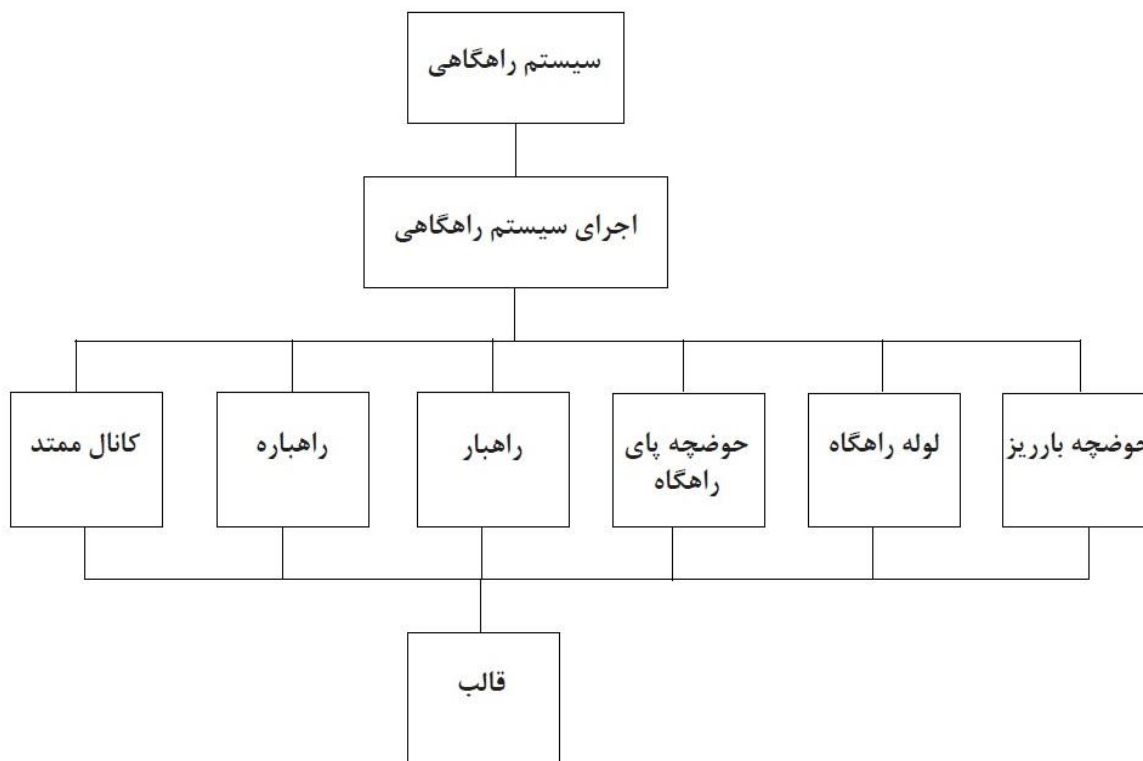 سیستم راهگاهی
اجرای سیستم راهگاهی
حوضچه بارریز
لوله راهگاه
حوضچه پای
راهگاه
راهبار
راهباره
کانال ممتد
قالب